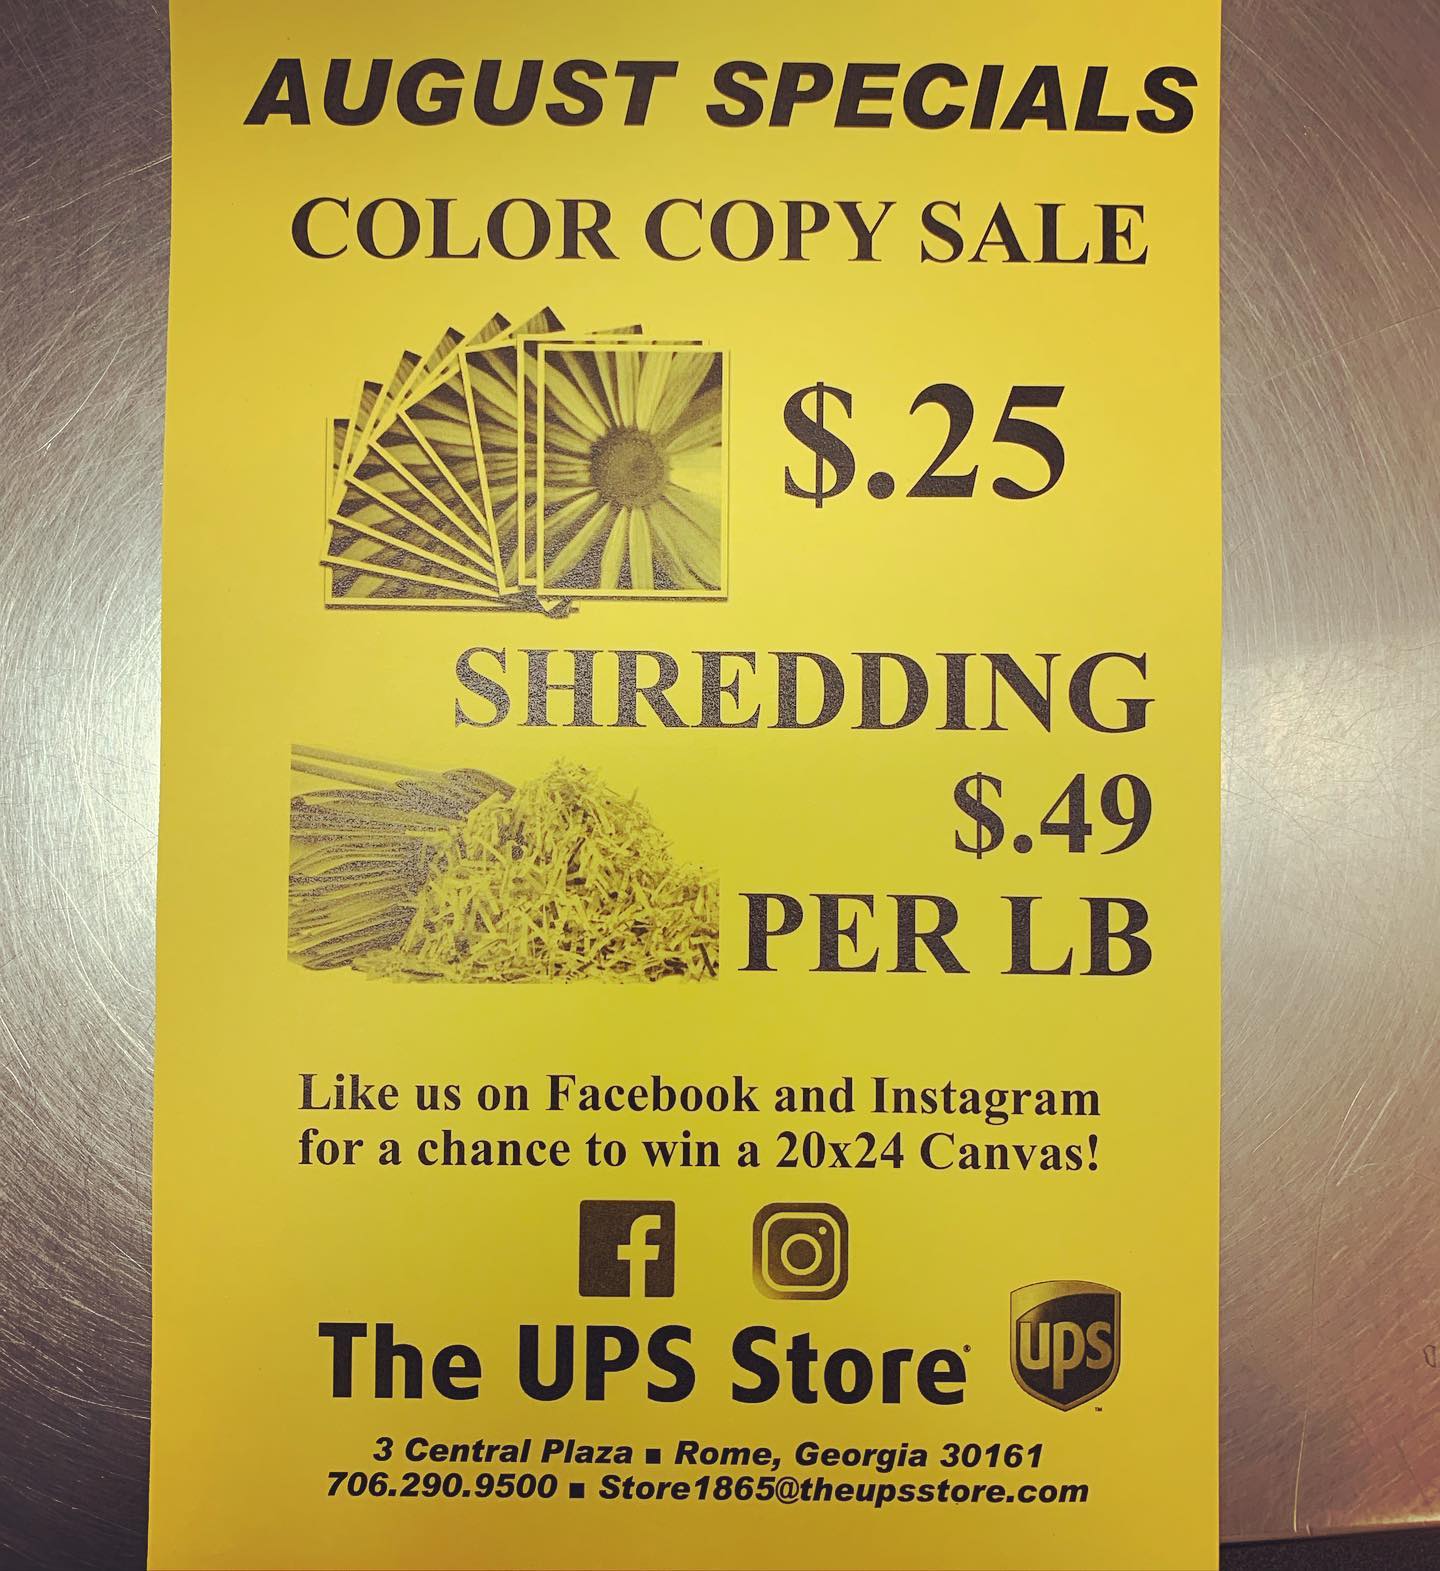 AUGUST SPECIALS
COLOR COPY SALE
$.25
SHREDDING
$.49
PER LB
Like us on Facebook and Instagram
for a chance to win a 20x24 Canvas!
f
The UPS Store®
ups
™
3 Central Plaza ■ Rome, Georgia 30161
706.290.9500 ■ Store1865@theupsstore.com